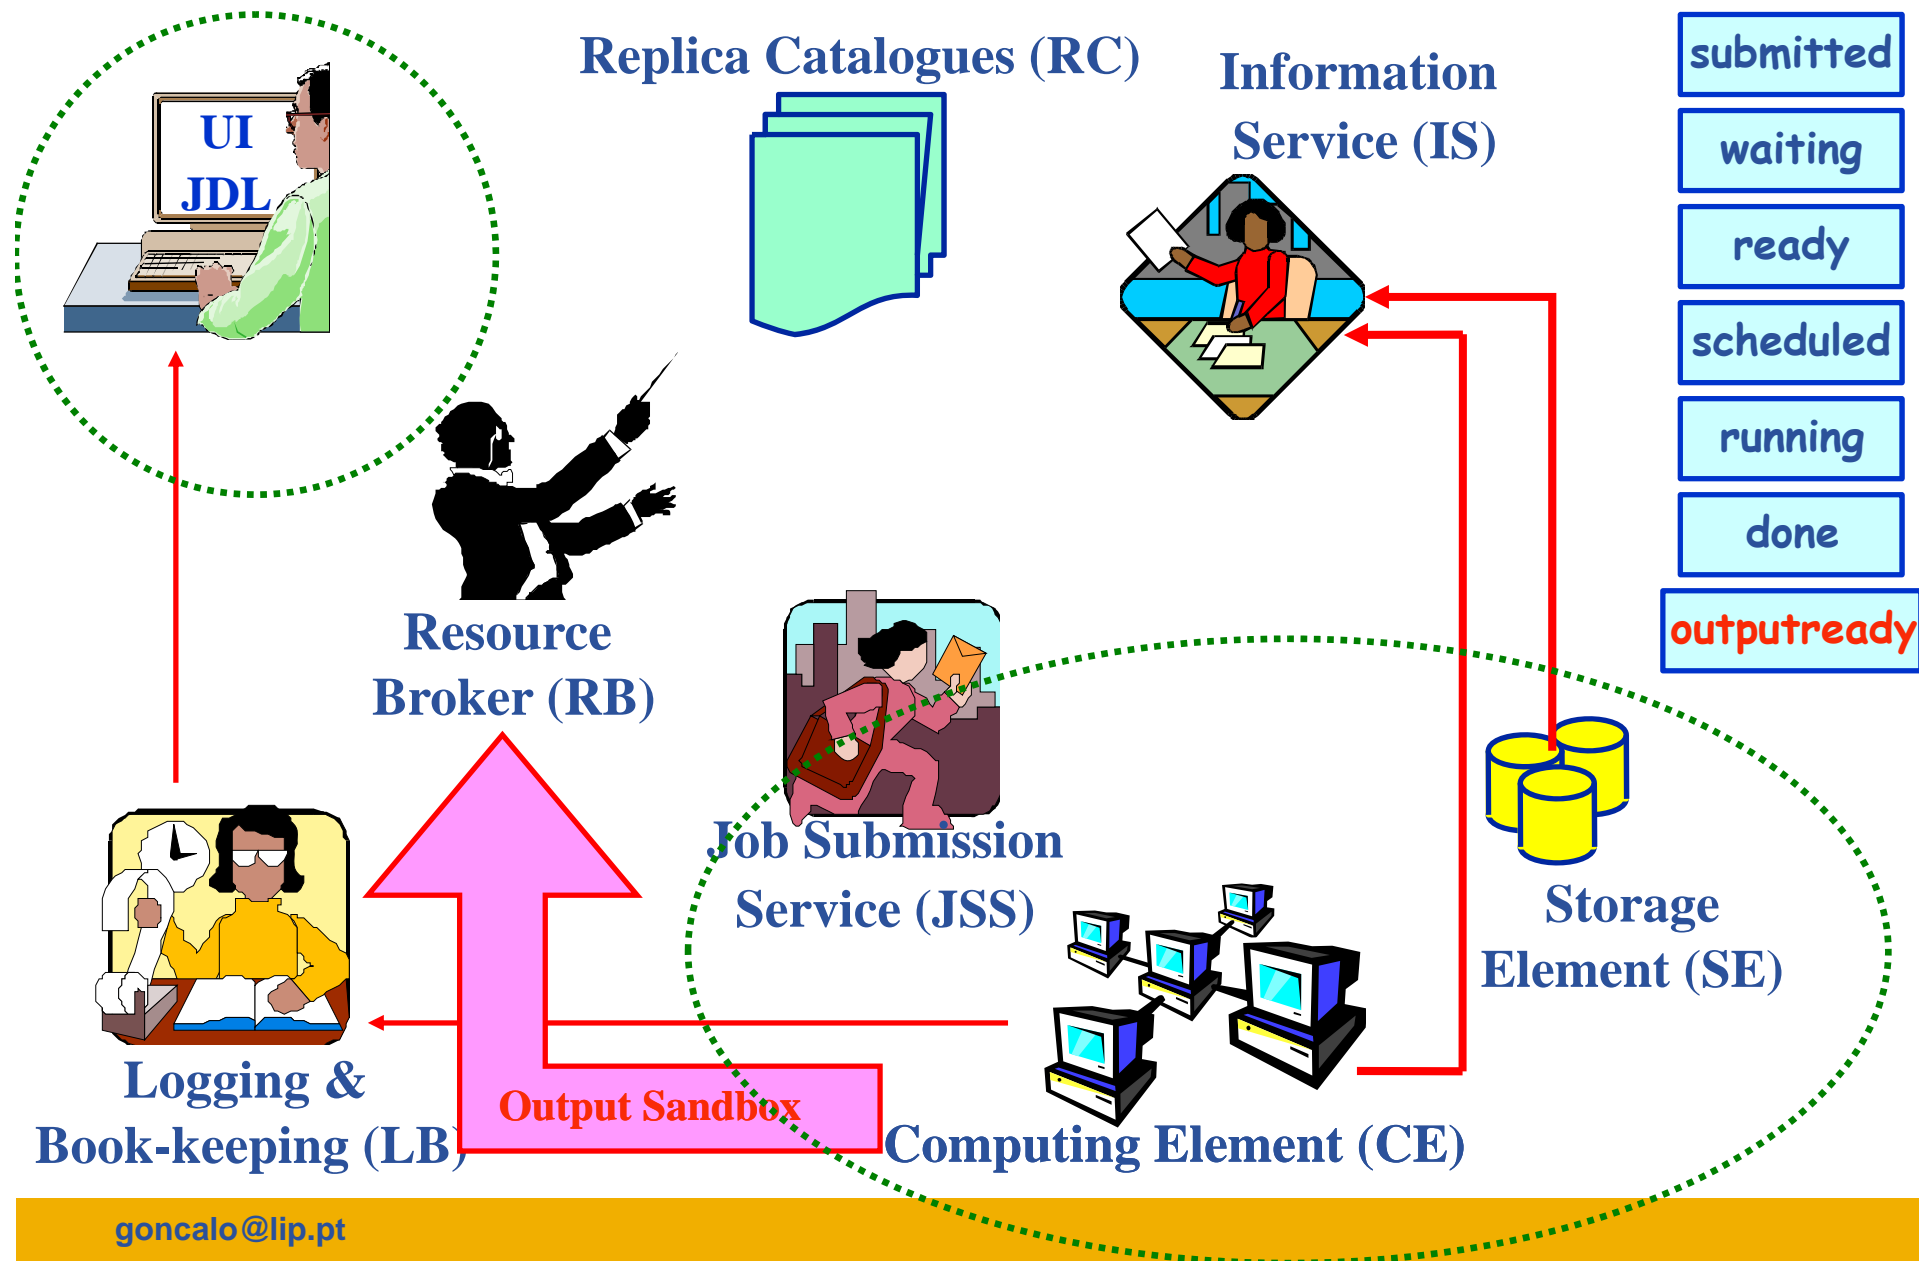 UI
JDL
Replica Catalogues (RC)
Information
Service (IS)
submitted
waiting
ready
scheduled
running
done
outputready
Resource
Broker (RB)
Job Submission
Service (JSS)
Storage
Element (SE)
Logging &
Book-keeping (LB)
Output Sandbox
Computing Element (CE)
goncalo@lip.pt